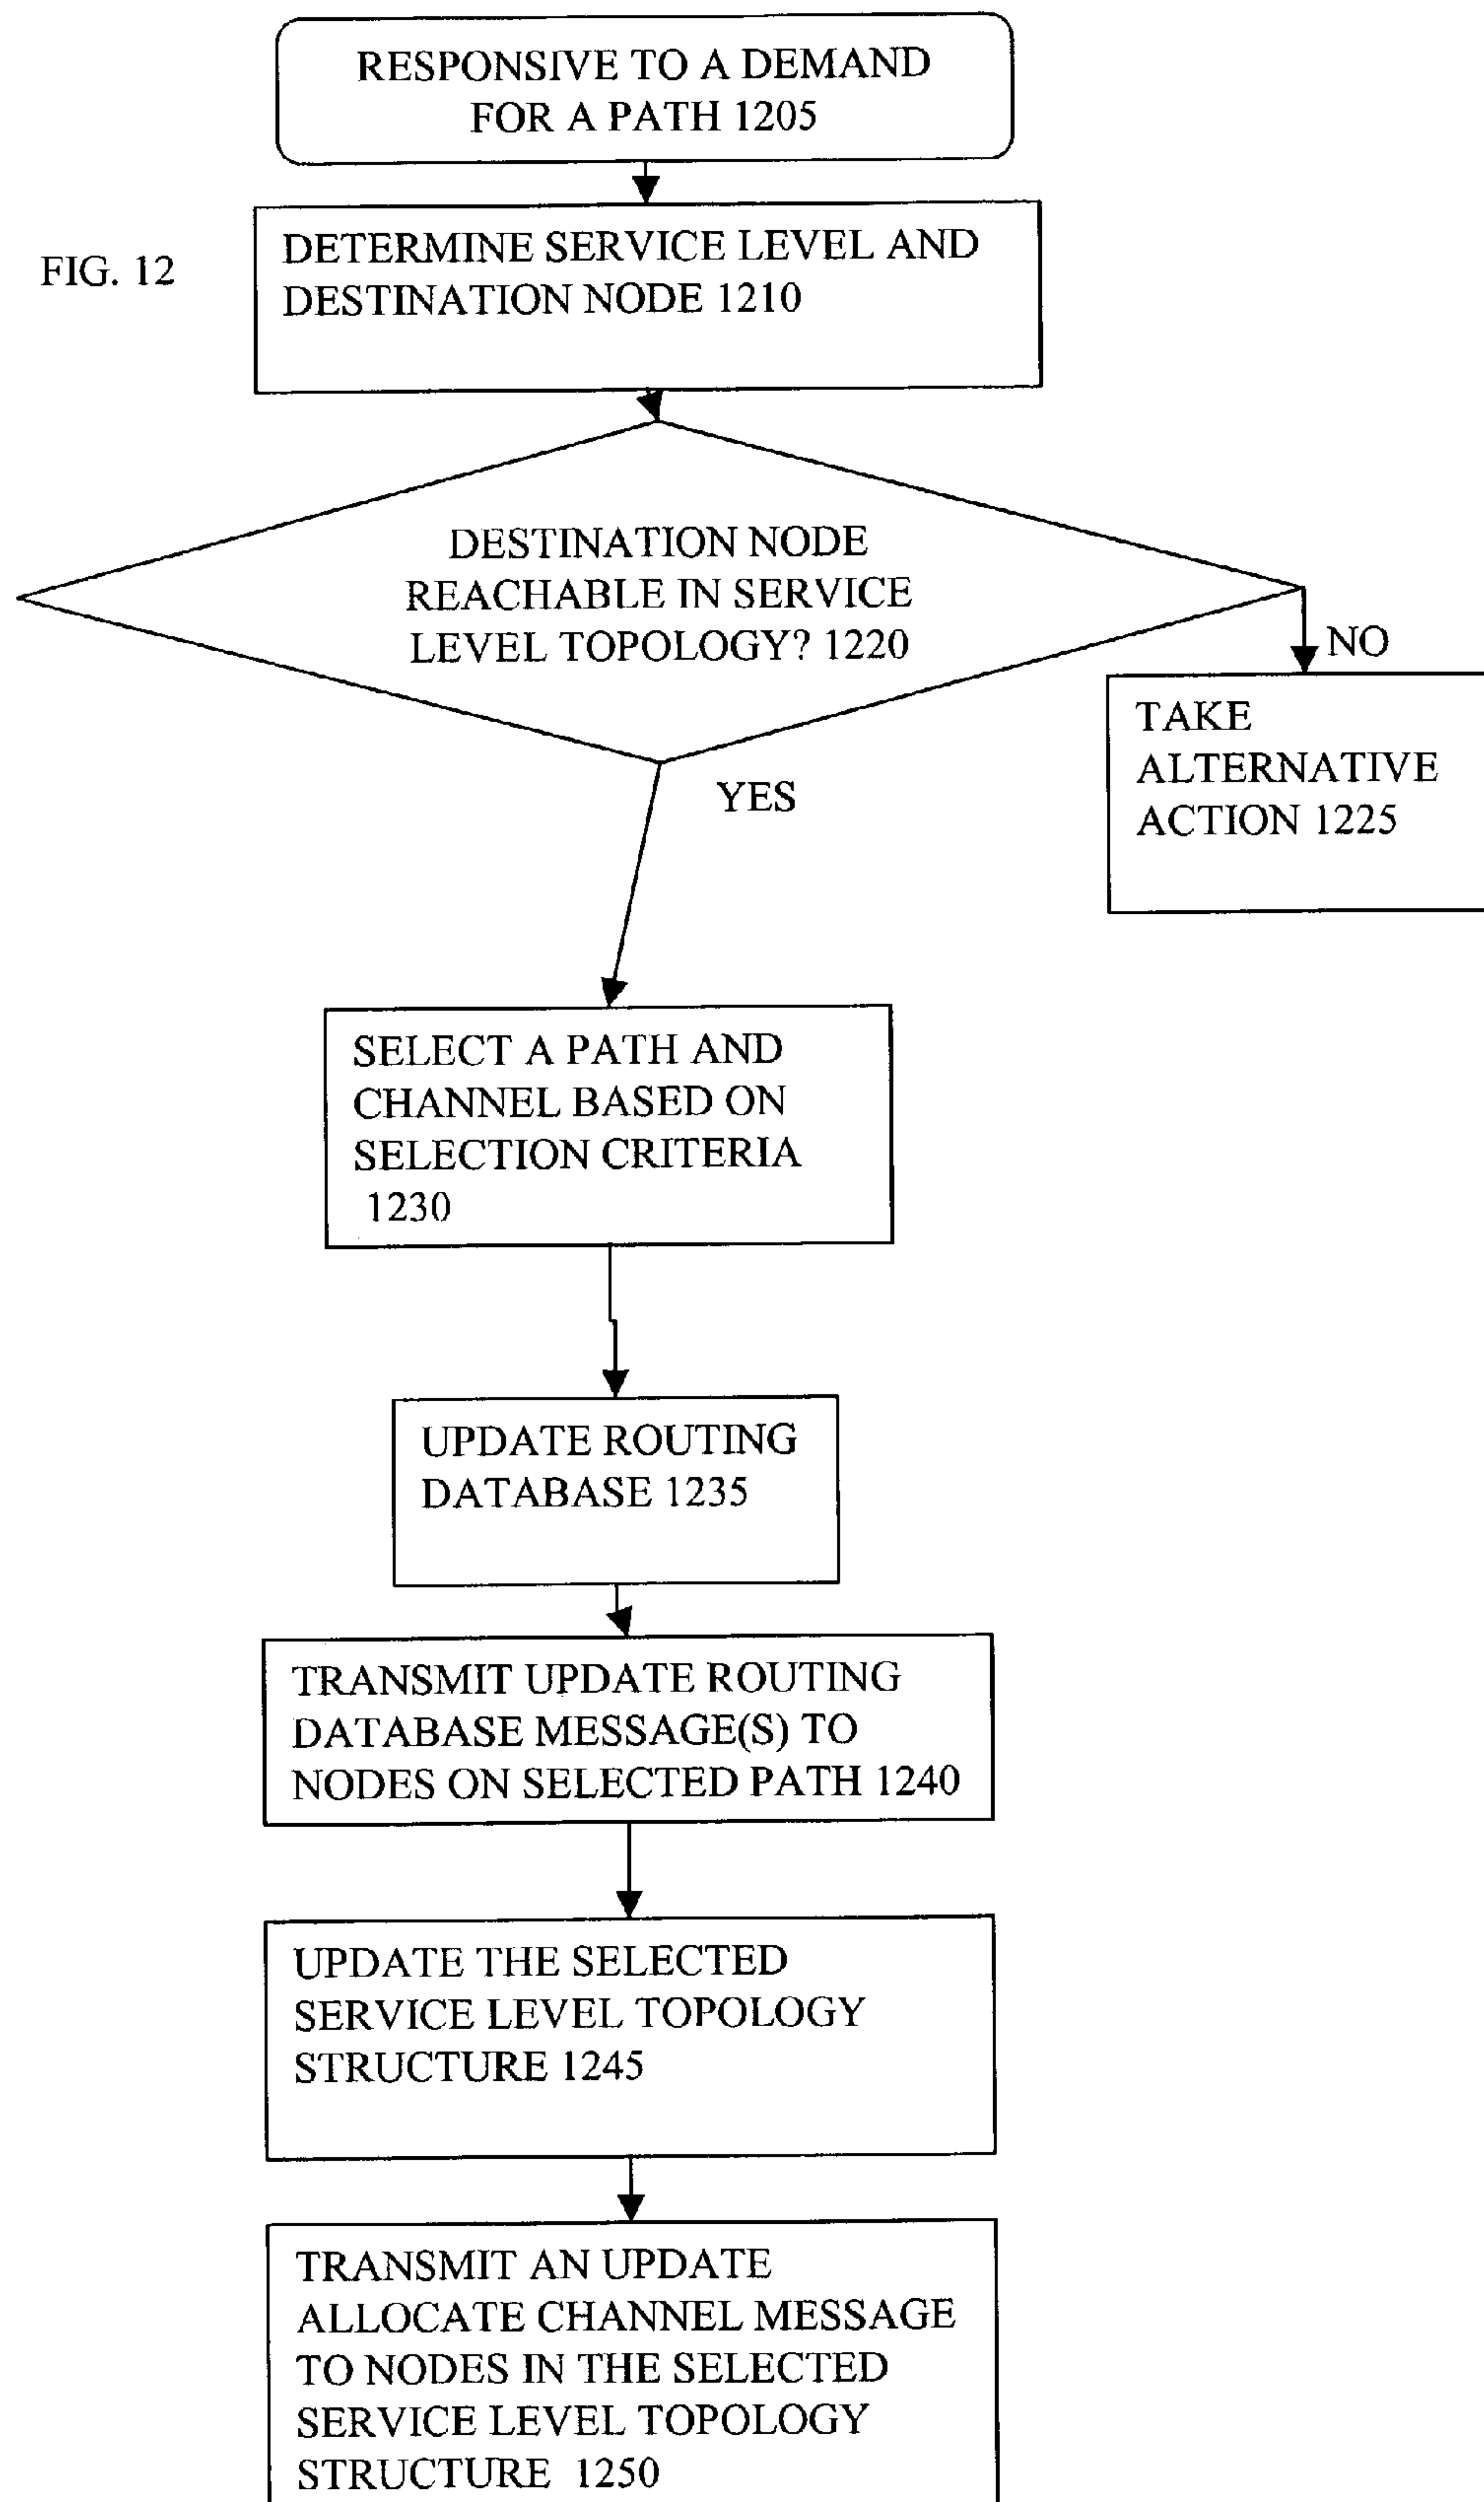 RESPONSIVE TO A DEMAND
FOR A PATH 1205
FIG. 12
DETERMINE SERVICE LEVEL AND
DESTINATION NODE 1210
DESTINATION NODE
REACHABLE IN SERVICE
LEVEL TOPOLOGY? 1220
NO
TAKE
ALTERNATIVE
ACTION 1225
YES
SELECT A PATH AND
CHANNEL BASED ON
SELECTION CRITERIA
1230
UPDATE ROUTING
DATABASE 1235
TRANSMIT UPDATE ROUTING
DATABASE MESSAGE(S) TO
NODES ON SELECTED PATH 1240
UPDATE THE SELECTED
SERVICE LEVEL TOPOLOGY
STRUCTURE 1245
TRANSMIT AN UPDATE
ALLOCATE CHANNEL MESSAGE
TO NODES IN THE SELECTED
SERVICE LEVEL TOPOLOGY
STRUCTURE 1250